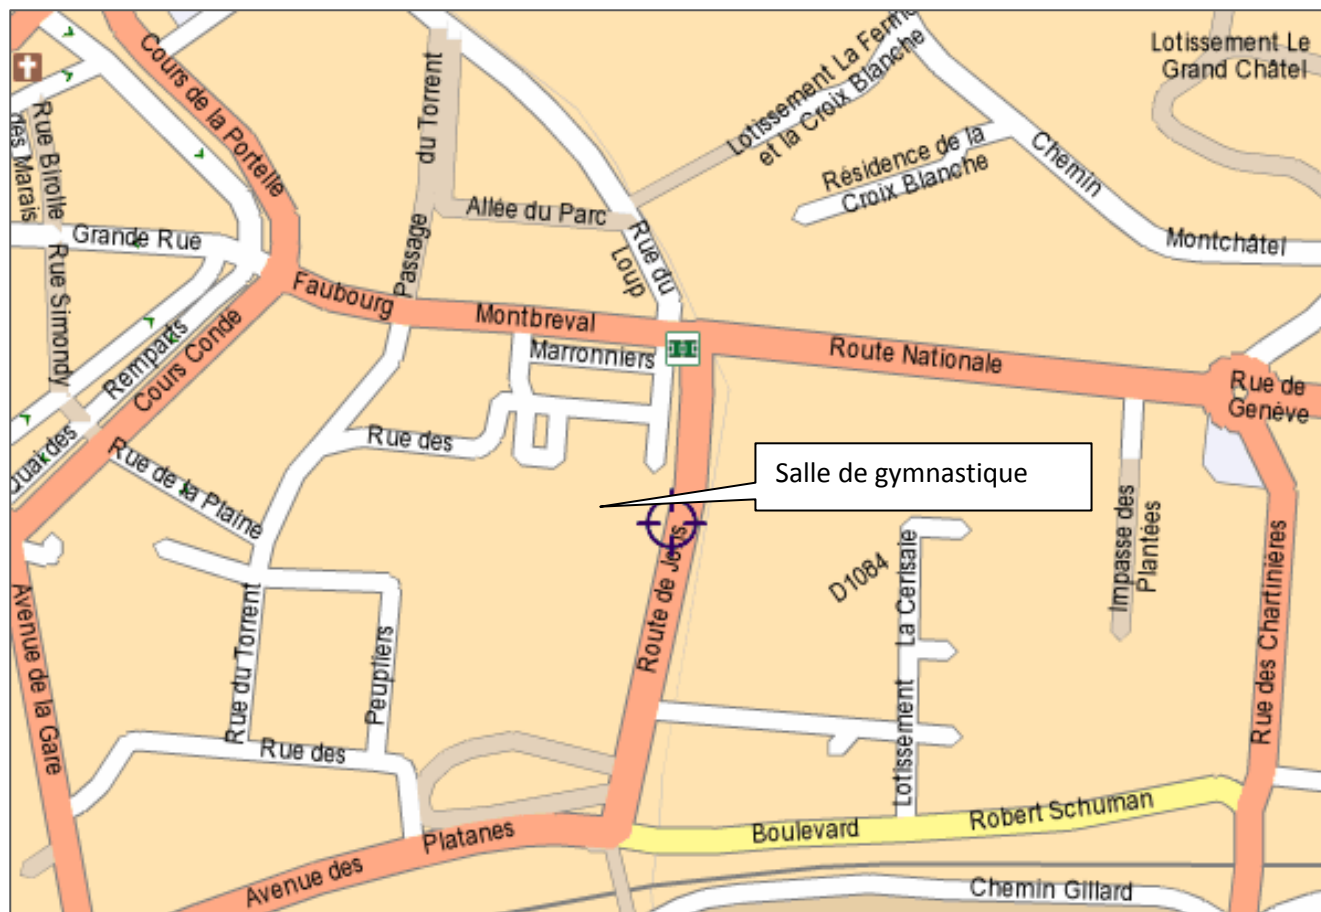 Cours de la Portelle
Lotissement La Ferme
et la Croix Blanche
Lotissement Le
Grand Châtel
Rue Birolle
des Marais
du Torrent
Passage
Allée du Parc
Résidence de la
Croix Blanche
Chemin
Montchâtel
Grande Rue
Rue Simondy
Rue du
Loup
Faubourg
Montbreval
Route Nationale
Marronniers
Remparts
Cours Conde
Quai des
Rue de
Genève
Rue des
Rue de la Plaine
Salle de gymnastique
Route de
D1084
La Cerisaie
Lotissement
Impasse des
Plantées
Rue des Chartinières
Avenue de la Gare
Rue du Torrent
Peupliers
Rue des
Avenue des
Platanes
Boulevard
Robert Schuman
Chemin Gillard